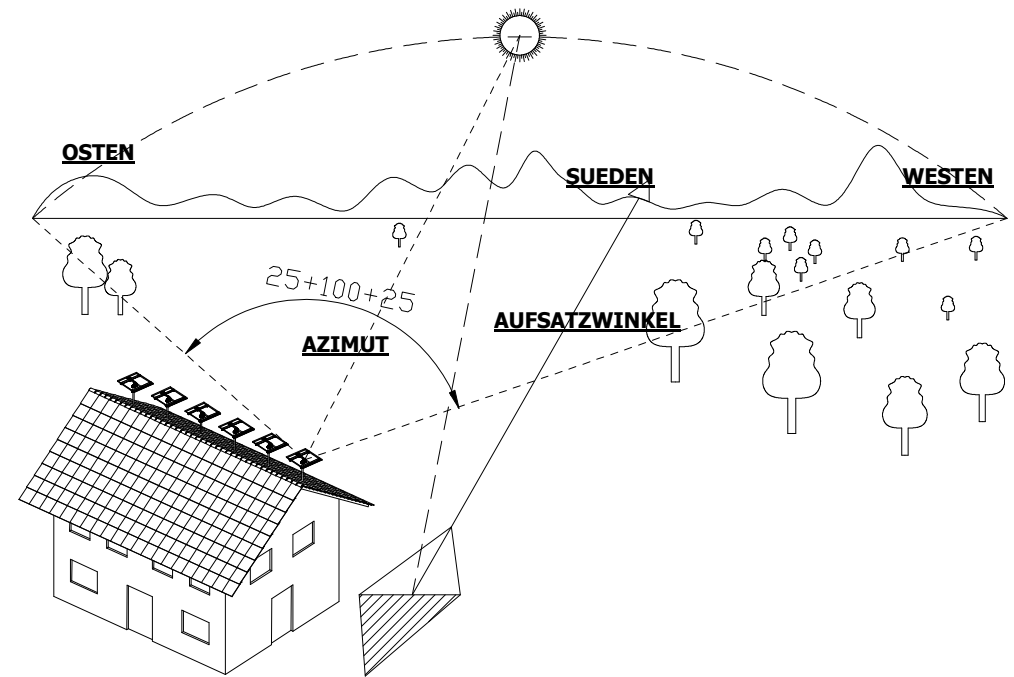 OSTEN
SUEDEN
WESTEN
25+100+25
AUFSATZWINKEL
AZIMUT